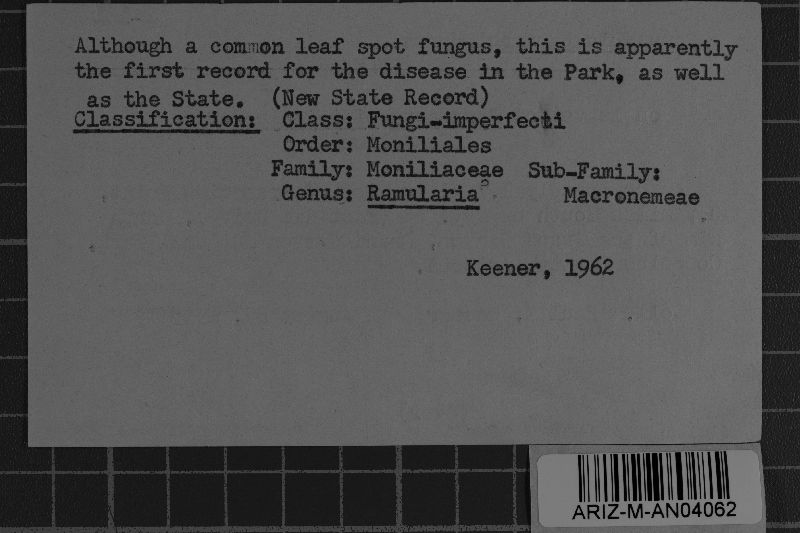 Although a common leaf spot fungus, this is apparently
the first record for the disease in the Park, as well
as the State. (New State Record)
Classification: Class: Fungi-imperfecti
Order: Moniliales
Family: Moniliaceae Sub-Family:
Genus: Ramularia Macronemeae
Keener, 1962
ARIZ-M-AN04062